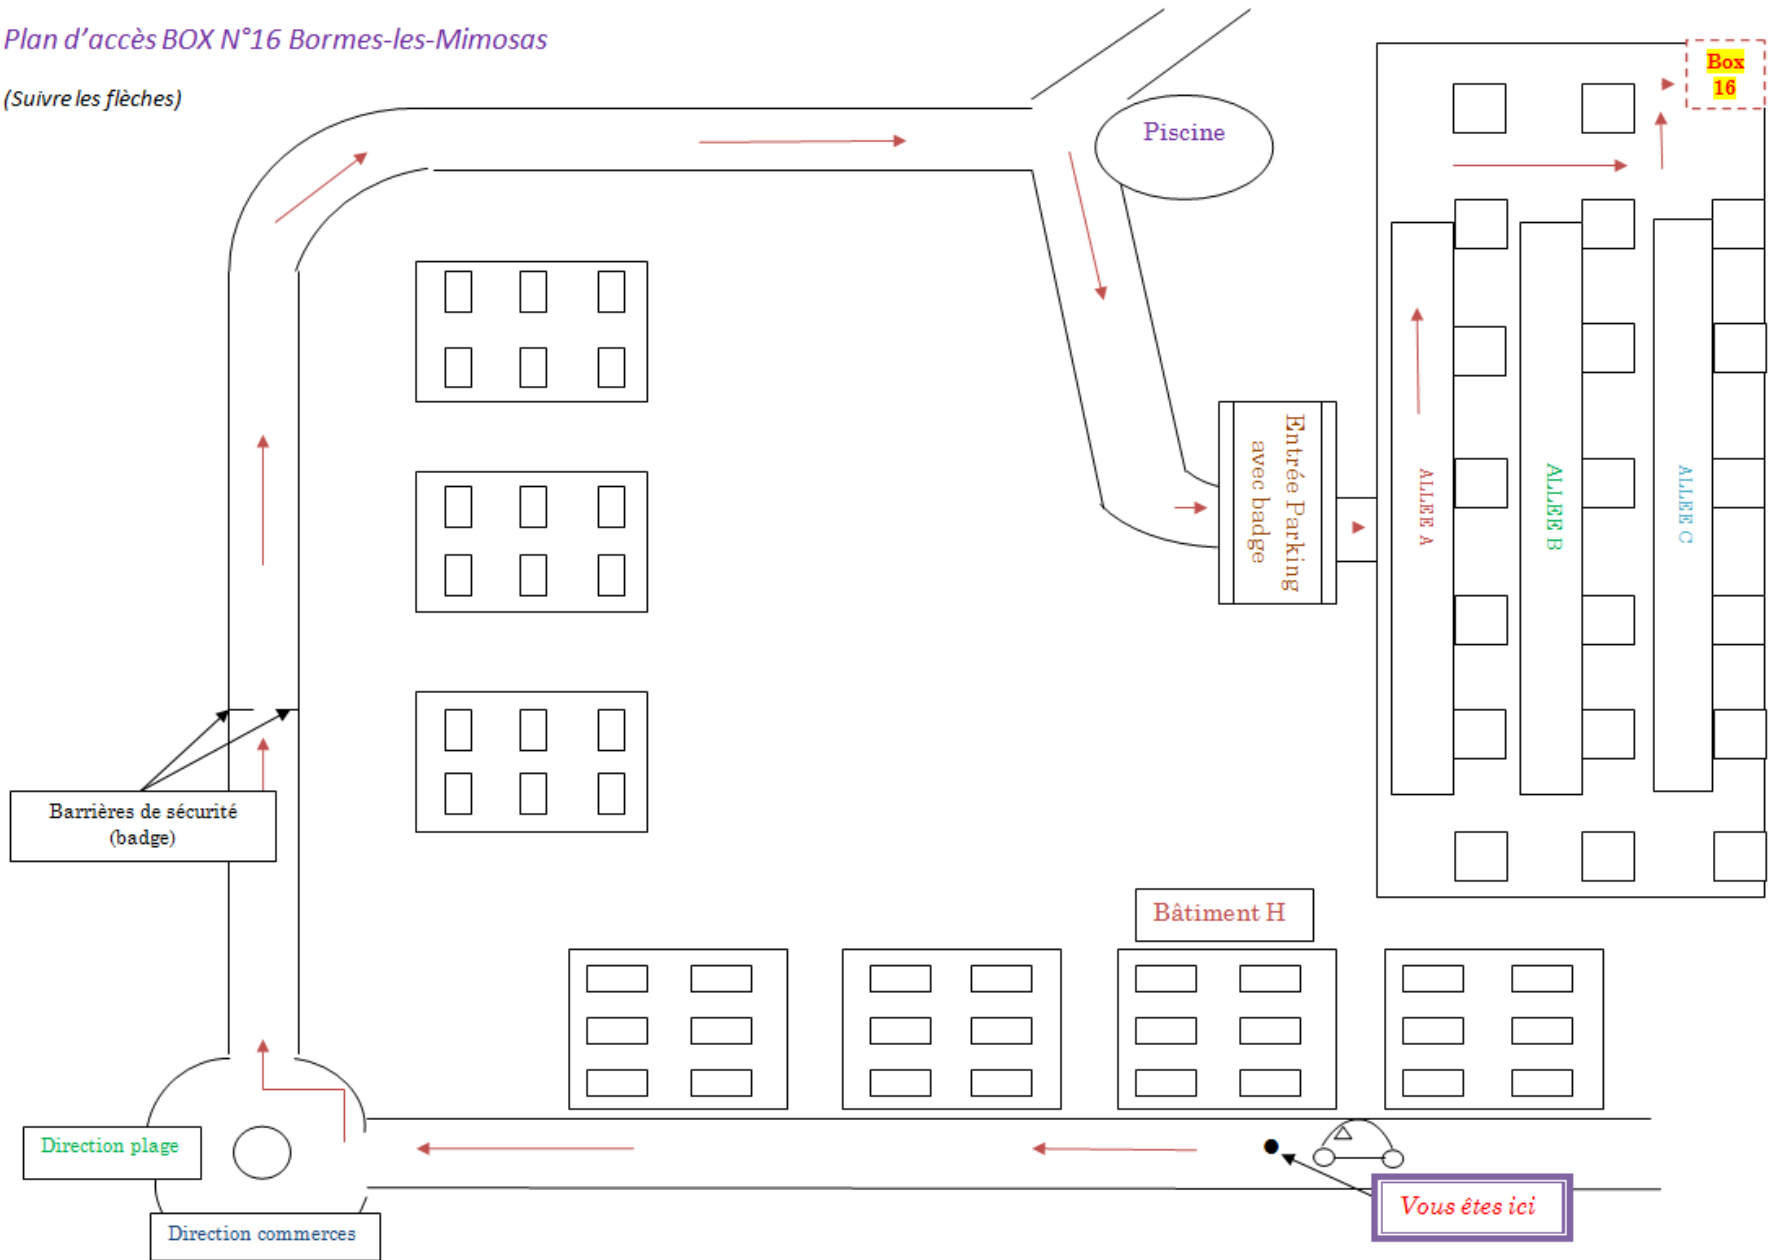 Plan d'accès BOX N°16 Bormes-les-Mimosas
(Suivre les flèches)
Box
16
Piscine
Entrée Parking
avec badge
ALLEE A
ALLEE B
ALLEE C
Barrières de sécurité
(badge)
Bâtiment H
Direction plage
Direction commerces
Vous êtes ici